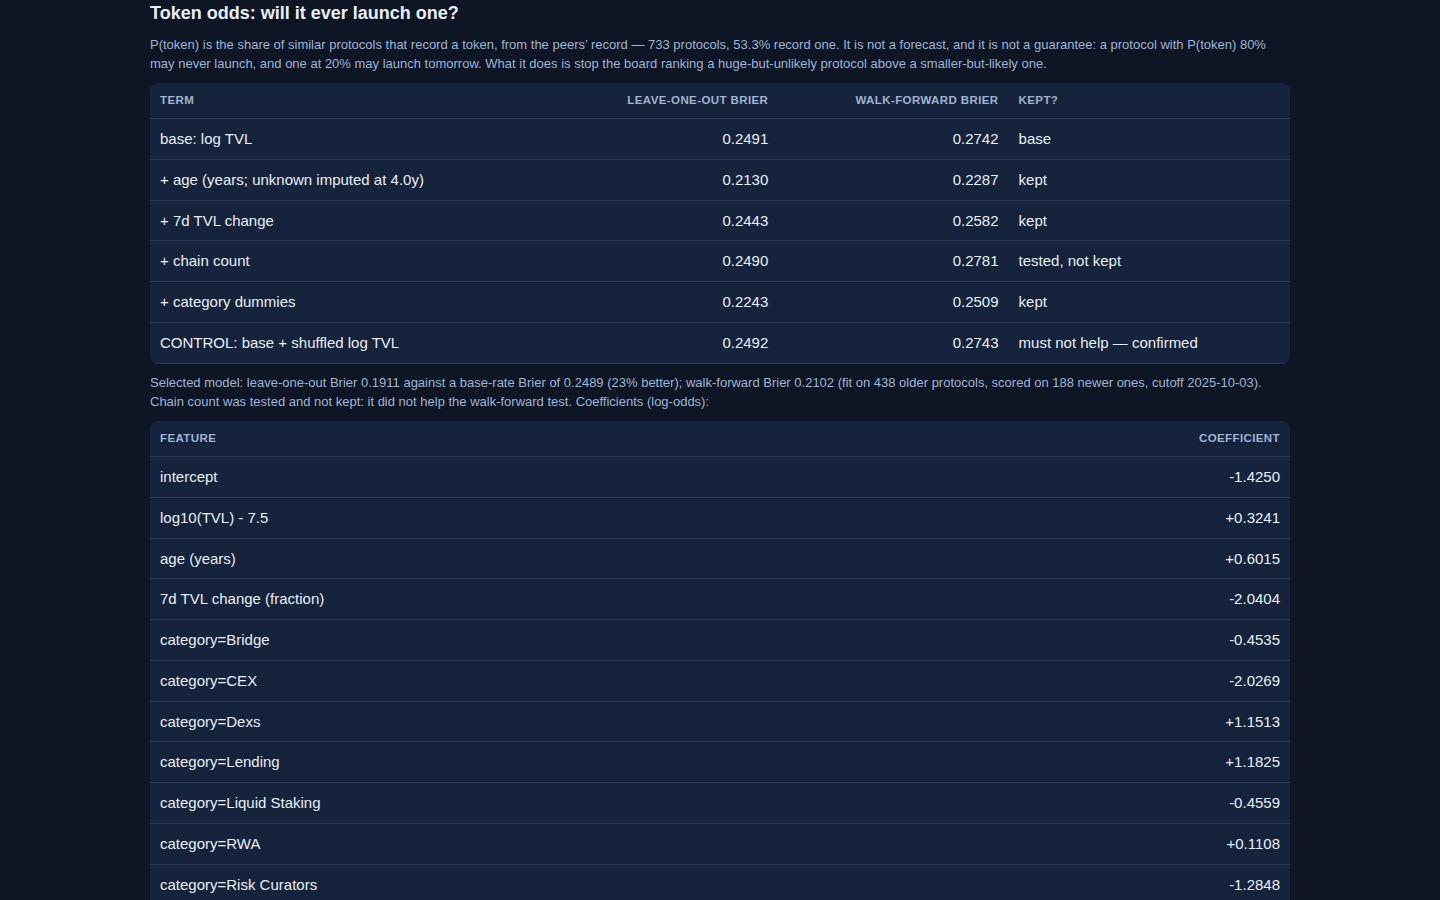 Token odds: will it ever launch one?
P(token) is the share of similar protocols that record a token, from the peers’ record — 733 protocols, 53.3% record one. It is not a forecast, and it is not a guarantee: a protocol with P(token) 80%
may never launch, and one at 20% may launch tomorrow. What it does is stop the board ranking a huge-but-unlikely protocol above a smaller-but-likely one.
TERM LEAVE-ONE-OUT BRIER WALK-FORWARD BRIER KEPT?
base: log TVL 0.2491 0.2742 base
+ age (years; unknown imputed at 4.0y) 0.2130 0.2287 kept
+ 7d TVL change 0.2443 0.2582 kept
+ chain count 0.2490 0.2781 tested, not kept
+ category dummies 0.2243 0.2509 kept
CONTROL: base + shuffled log TVL 0.2492 0.2743 must not help — confirmed
Selected model: leave-one-out Brier 0.1911 against a base-rate Brier of 0.2489 (23% better); walk-forward Brier 0.2102 (fit on 438 older protocols, scored on 188 newer ones, cutoff 2025-10-03).
Chain count was tested and not kept: it did not help the walk-forward test. Coefficients (log-odds):
FEATURE COEFFICIENT
intercept -1.4250
log10(TVL) - 7.5 +0.3241
age (years) +0.6015
7d TVL change (fraction) -2.0404
category=Bridge -0.4535
category=CEX -2.0269
category=Dexs +1.1513
category=Lending +1.1825
category=Liquid Staking -0.4559
category=RWA +0.1108
category=Risk Curators -1.2848